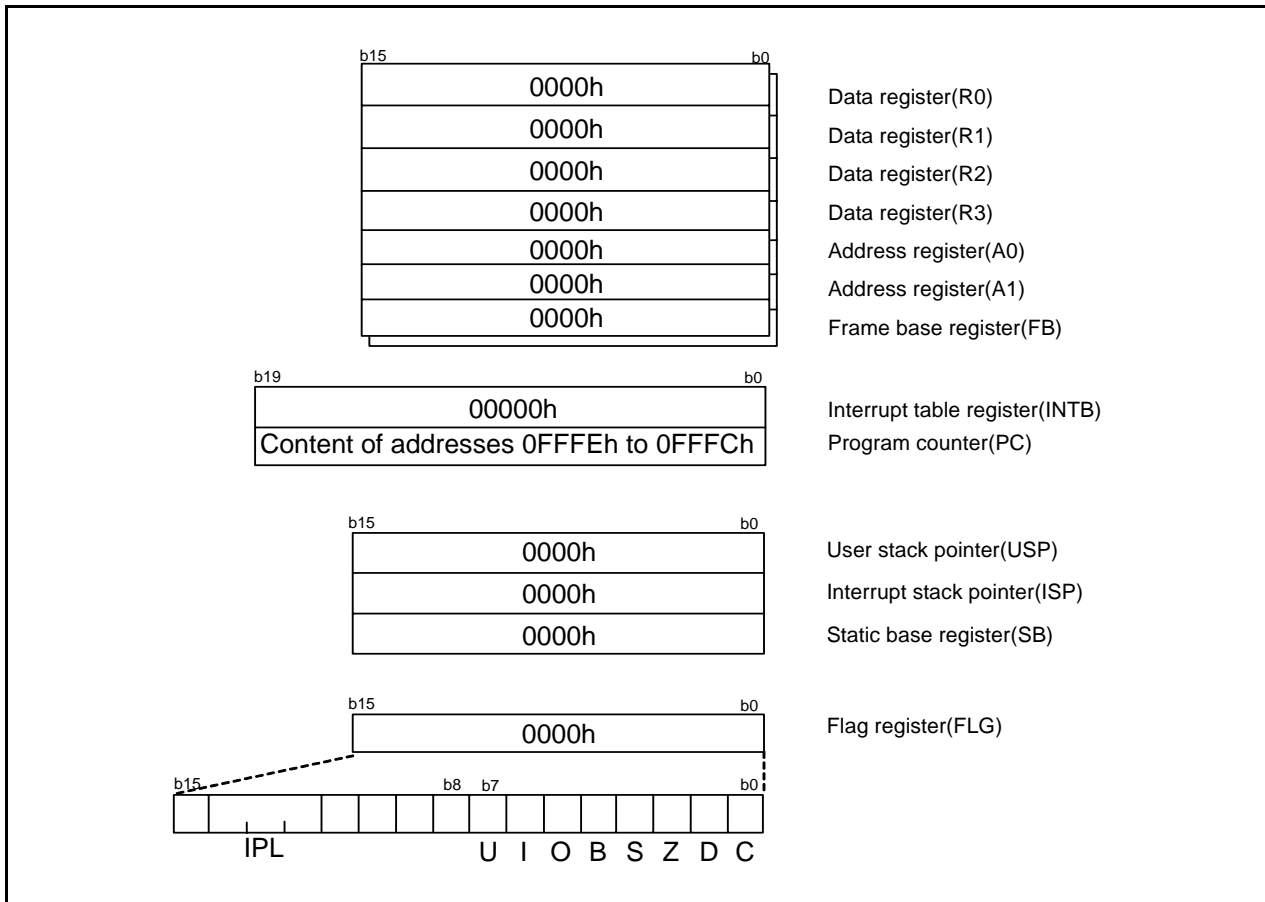 b15 b0
0000h Data register(R0)
0000h Data register(R1)
0000h Data register(R2)
0000h Data register(R3)
0000h Address register(A0)
0000h Address register(A1)
0000h Frame base register(FB)
b19 b0
00000h Interrupt table register(INTB)
Content of addresses 0FFFEh to 0FFFCh Program counter(PC)
b15 b0
0000h User stack pointer(USP)
0000h Interrupt stack pointer(ISP)
0000h Static base register(SB)
b15 b0
0000h Flag register(FLG)
b15 b8 b7 b0
IPL U I O B S Z D C